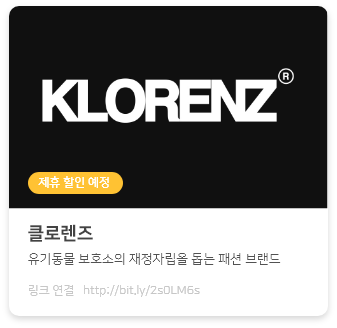 KLORENZ®
제휴 할인 예정
클로렌즈
유기동물 보호소의 재정자립을 돕는 패션 브랜드
링크 연결 http://bit.ly/2s0LM6s